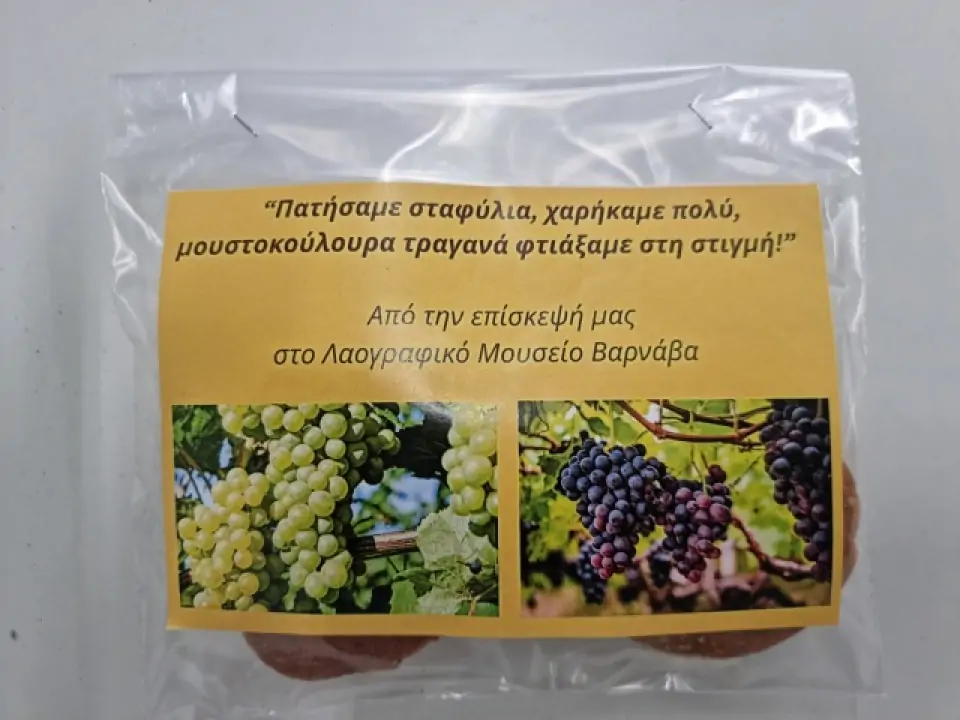 “Πατήσαμε σταφύλια, χαρήκαμε πολύ,
μουστοκούλουρα τραγανά φτιάξαμε στη στιγμή!”
Από την επίσκεψή μας
στο Λαογραφικό Μουσείο Βαρνάβα